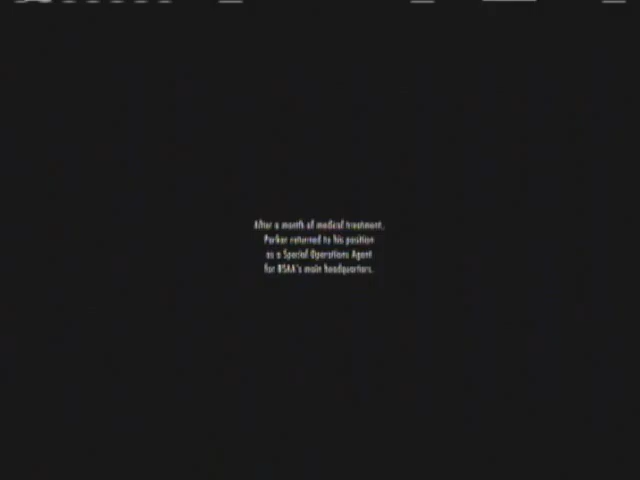 After a month of medical treatment,
Parker returned to his position
as a Special Operations Agent
for BSAA's main headquarters.